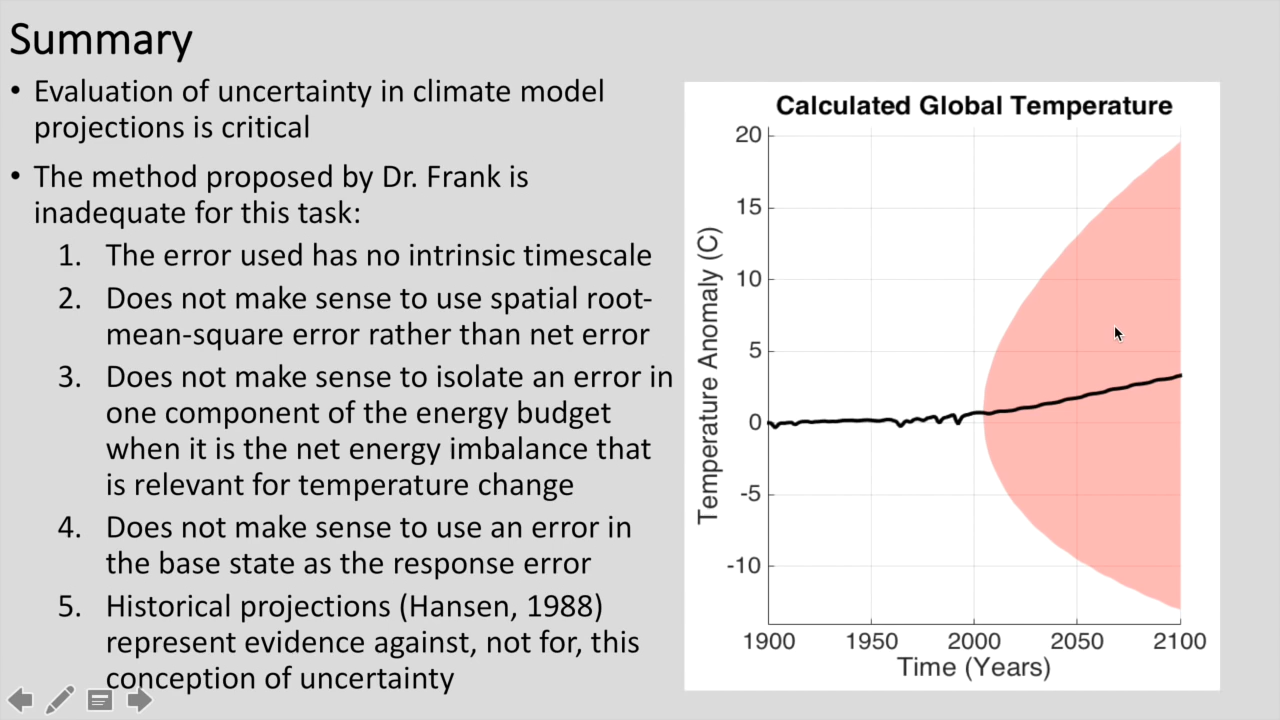 Summary
• Evaluation of uncertainty in climate model
projections is critical
• The method proposed by Dr. Frank is
inadequate for this task:
1. The error used has no intrinsic timescale
2. Does not make sense to use spatial root-
mean-square error rather than net error
3. Does not make sense to isolate an error in
one component of the energy budget
when it is the net energy imbalance that
is relevant for temperature change
4. Does not make sense to use an error in
the base state as the response error
5. Historical projections (Hansen, 1988)
represent evidence against, not for, this
conception of uncertainty
Calculated Global Temperature
Temperature Anomaly (C)
20
15
10
5
0
-5
-10
1900 1950 2000 2050 2100
Time (Years)